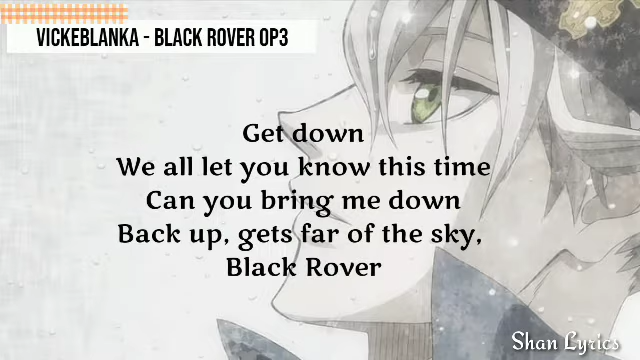 VICKEBLANKA - BLACK ROVER OP3
Get down
We all let you know this time
Can you bring me down
Back up, gets far of the sky,
Black Rover
Shan Lyrics